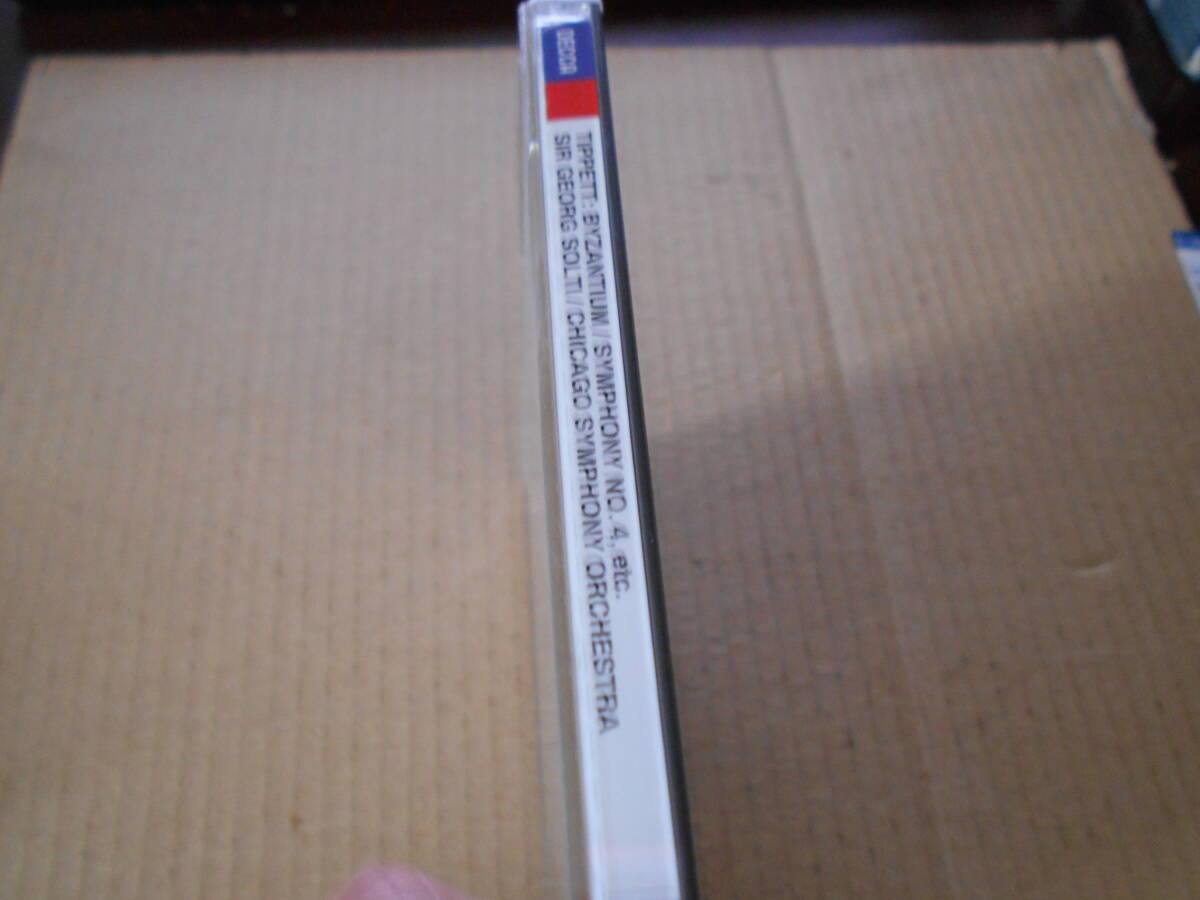 DECCA
TIPPETT: BYZANTIUM / SYMPHONY NO. 4, etc.
SIR GEORG SOLTI / CHICAGO SYMPHONY ORCHESTRA